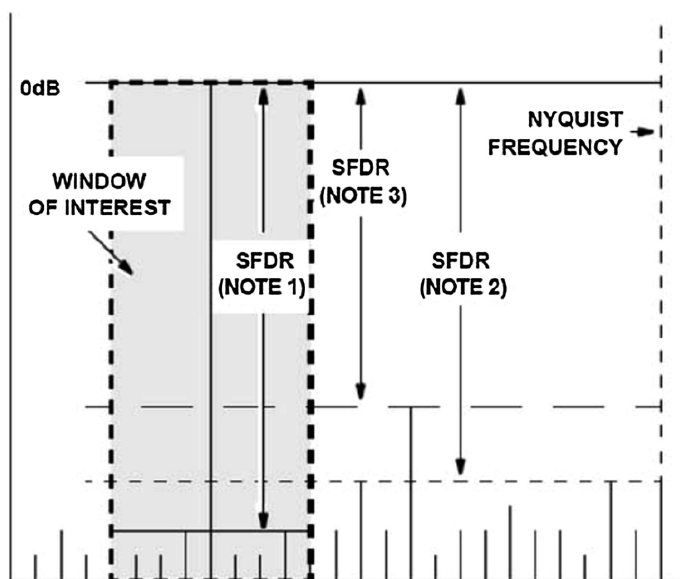 0dB
NYQUIST
FREQUENCY
WINDOW
OF INTEREST
SFDR
(NOTE 3)
SFDR
(NOTE 1)
SFDR
(NOTE 2)